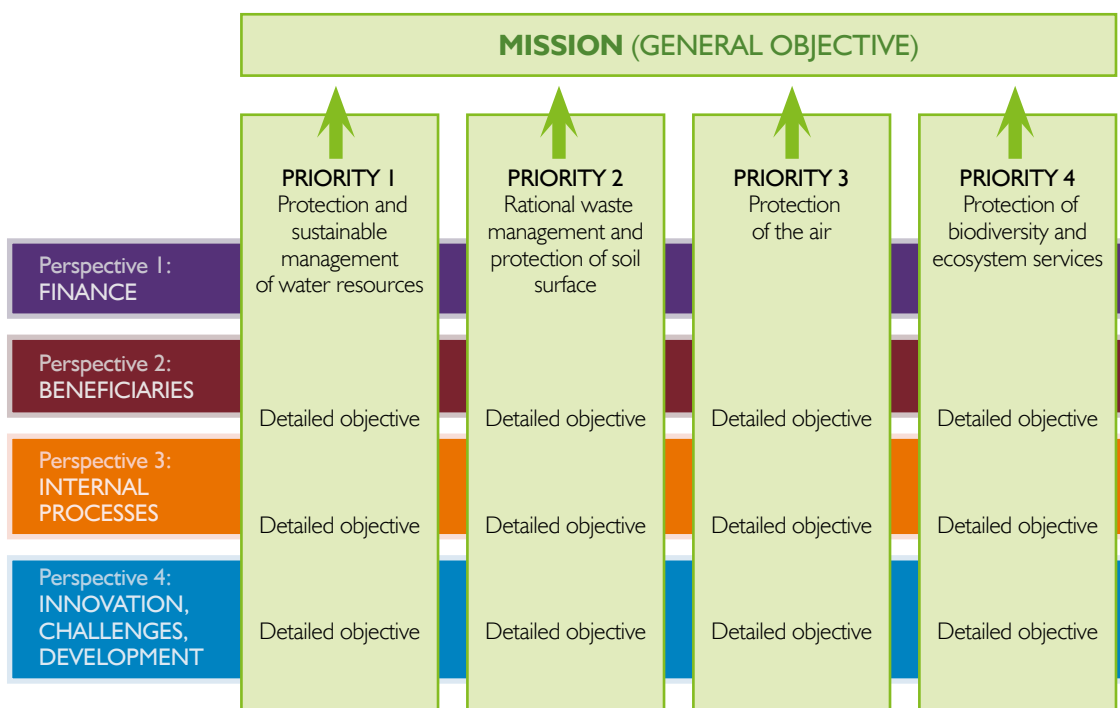 MISSION (GENERAL OBJECTIVE)
PRIORITY 1
Protection and
sustainable
management
of water resources
PRIORITY 2
Rational waste
management and
protection of soil
surface
PRIORITY 3
Protection
of the air
PRIORITY 4
Protection of
biodiversity and
ecosystem services
Perspective 1:
FINANCE
Perspective 2:
BENEFICIARIES
Detailed objective
Detailed objective
Detailed objective
Detailed objective
Perspective 3:
INTERNAL
PROCESSES
Detailed objective
Detailed objective
Detailed objective
Detailed objective
Perspective 4:
INNOVATION,
CHALLENGES,
DEVELOPMENT
Detailed objective
Detailed objective
Detailed objective
Detailed objective